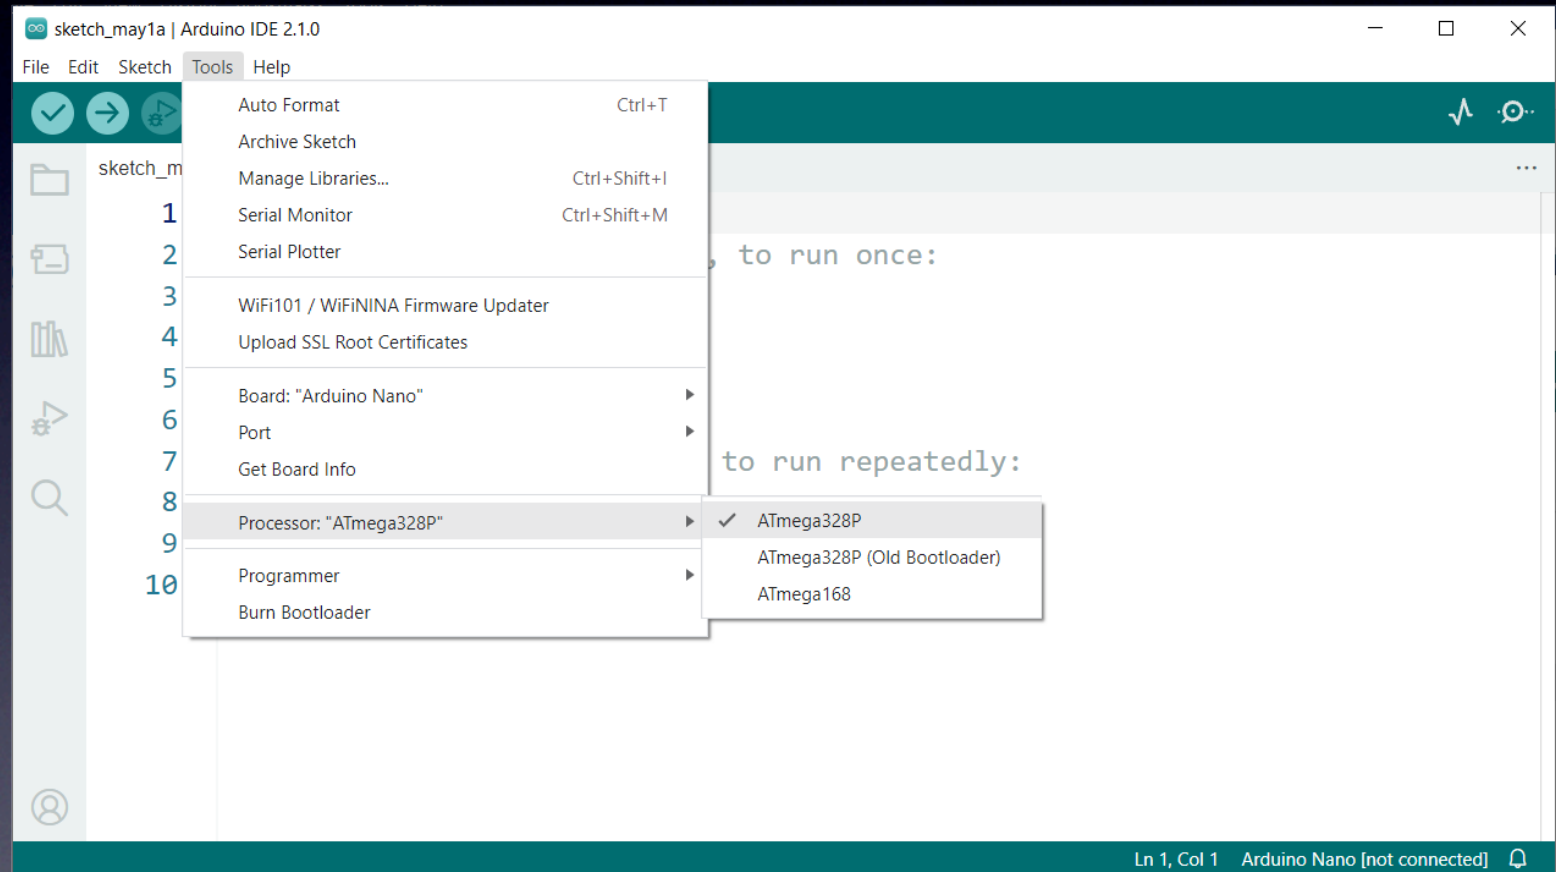 sketch_may1a | Arduino IDE 2.1.0
File Edit Sketch Tools Help
Auto Format Ctrl+T
Archive Sketch
sketch_m
Manage Libraries... Ctrl+Shift+I
1
Serial Monitor Ctrl+Shift+M
2
Serial Plotter
, to run once:
3
WiFi101 / WiFiNINA Firmware Updater
4
Upload SSL Root Certificates
5
Board: "Arduino Nano"
6
Port
7
Get Board Info
to run repeatedly:
8
Processor: "ATmega328P"
ATmega328P
9
ATmega328P (Old Bootloader)
10
Programmer
ATmega168
Burn Bootloader
Ln 1, Col 1 Arduino Nano [not connected]